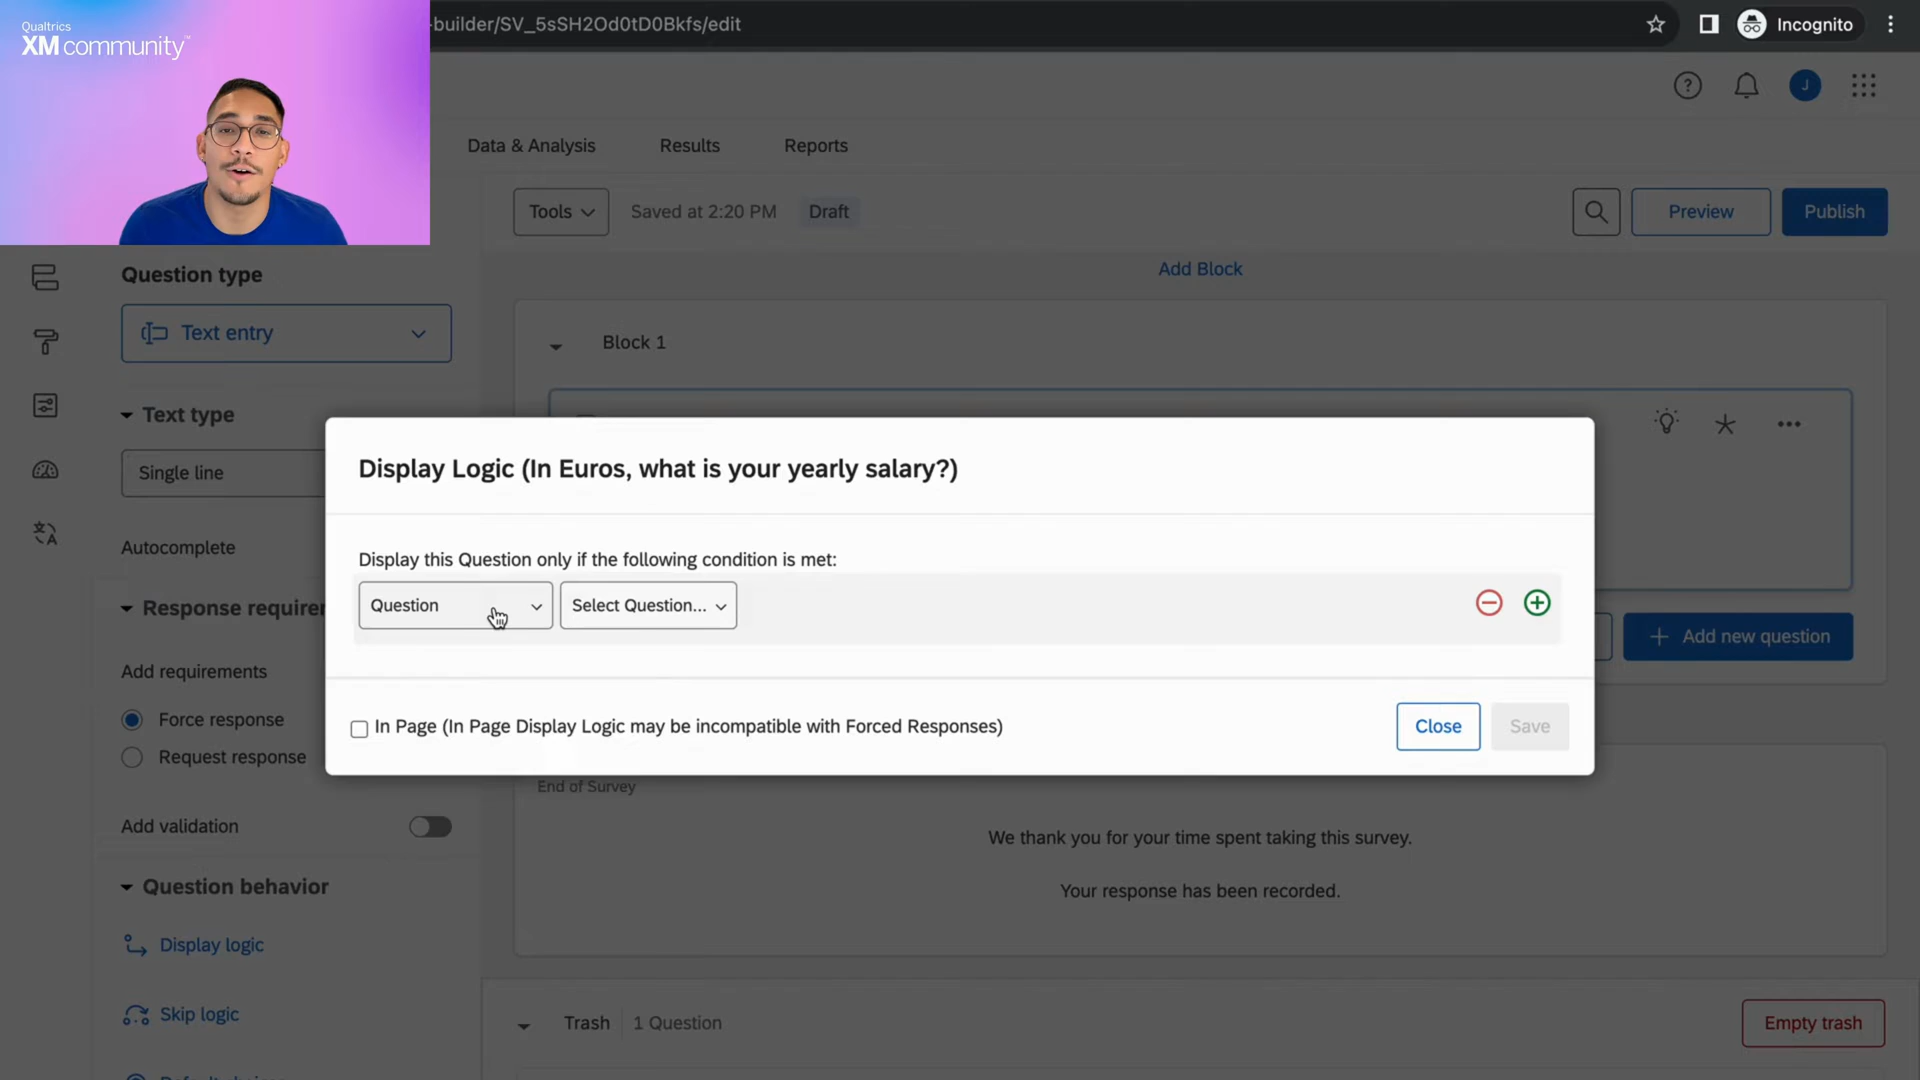 Qualtrics
XM community™
-builder/SV_5sSH2Od0tD0Bkfs/edit
Incognito
J
Data & Analysis
Results
Reports
Tools
Saved at 2:20 PM
Draft
Preview
Publish
Question type
Add Block
Text entry
Block 1
Text type
Single line
Display Logic (In Euros, what is your yearly salary?)
Autocomplete
Display this Question only if the following condition is met:
Question
Select Question...
Response requirer
Add new question
Add requirements
Force response
In Page (In Page Display Logic may be incompatible with Forced Responses)
Close
Save
Request response
End of Survey
Add validation
We thank you for your time spent taking this survey.
Question behavior
Your response has been recorded.
Display logic
Skip logic
Trash
1 Question
Empty trash